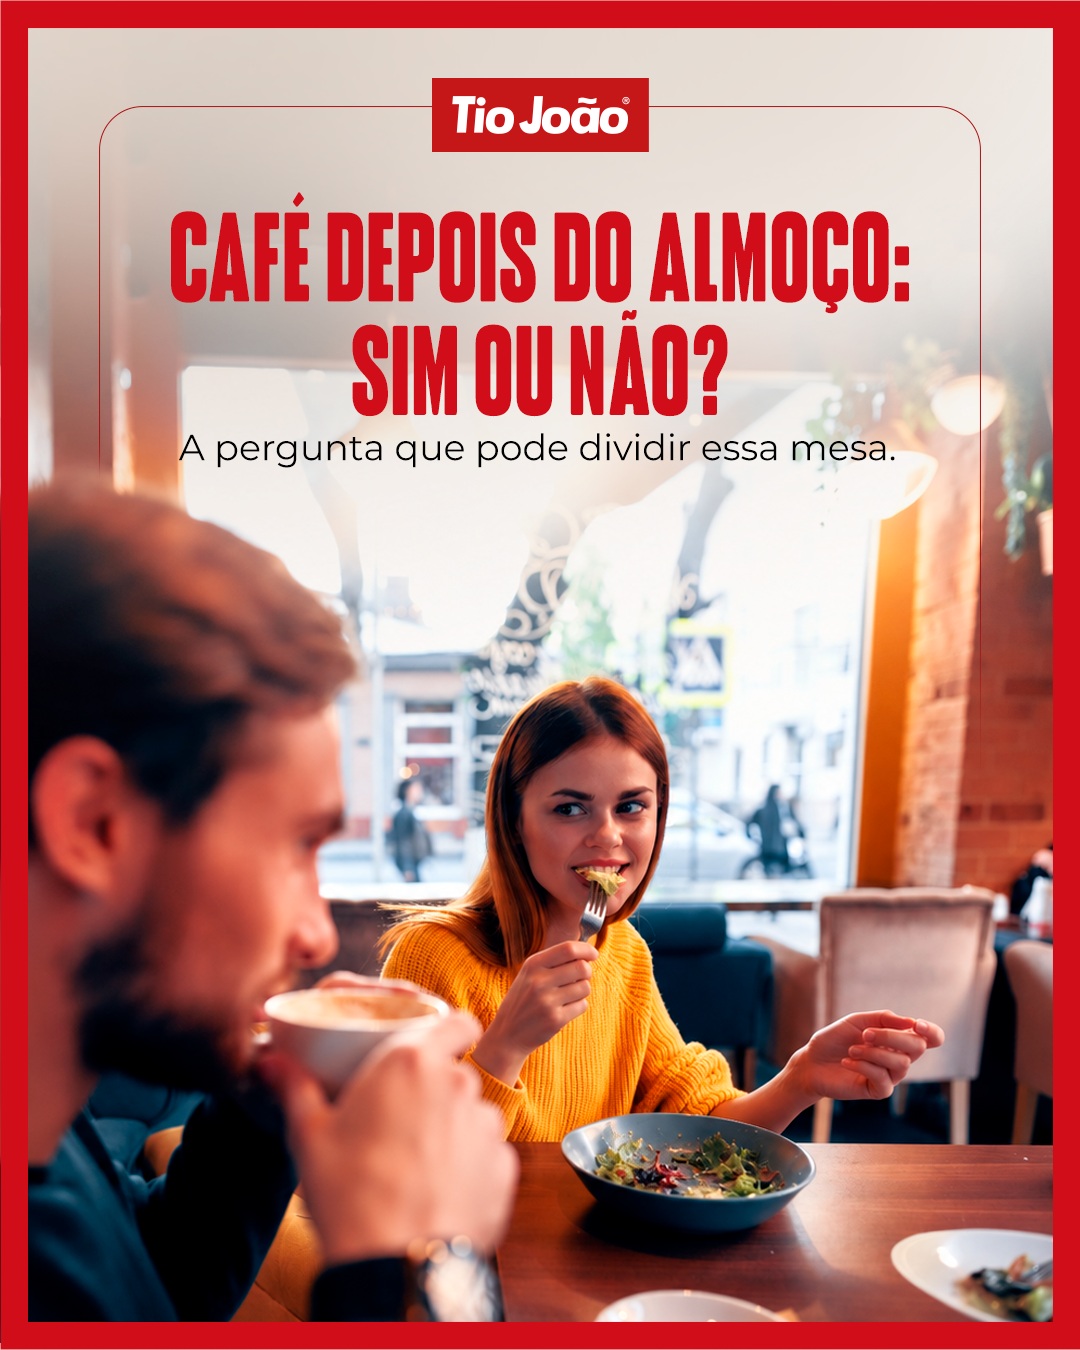 Tio João®
CAFÉ DEPOIS DO ALMOÇO:
SIM OU NÃO?
A pergunta que pode dividir essa mesa.